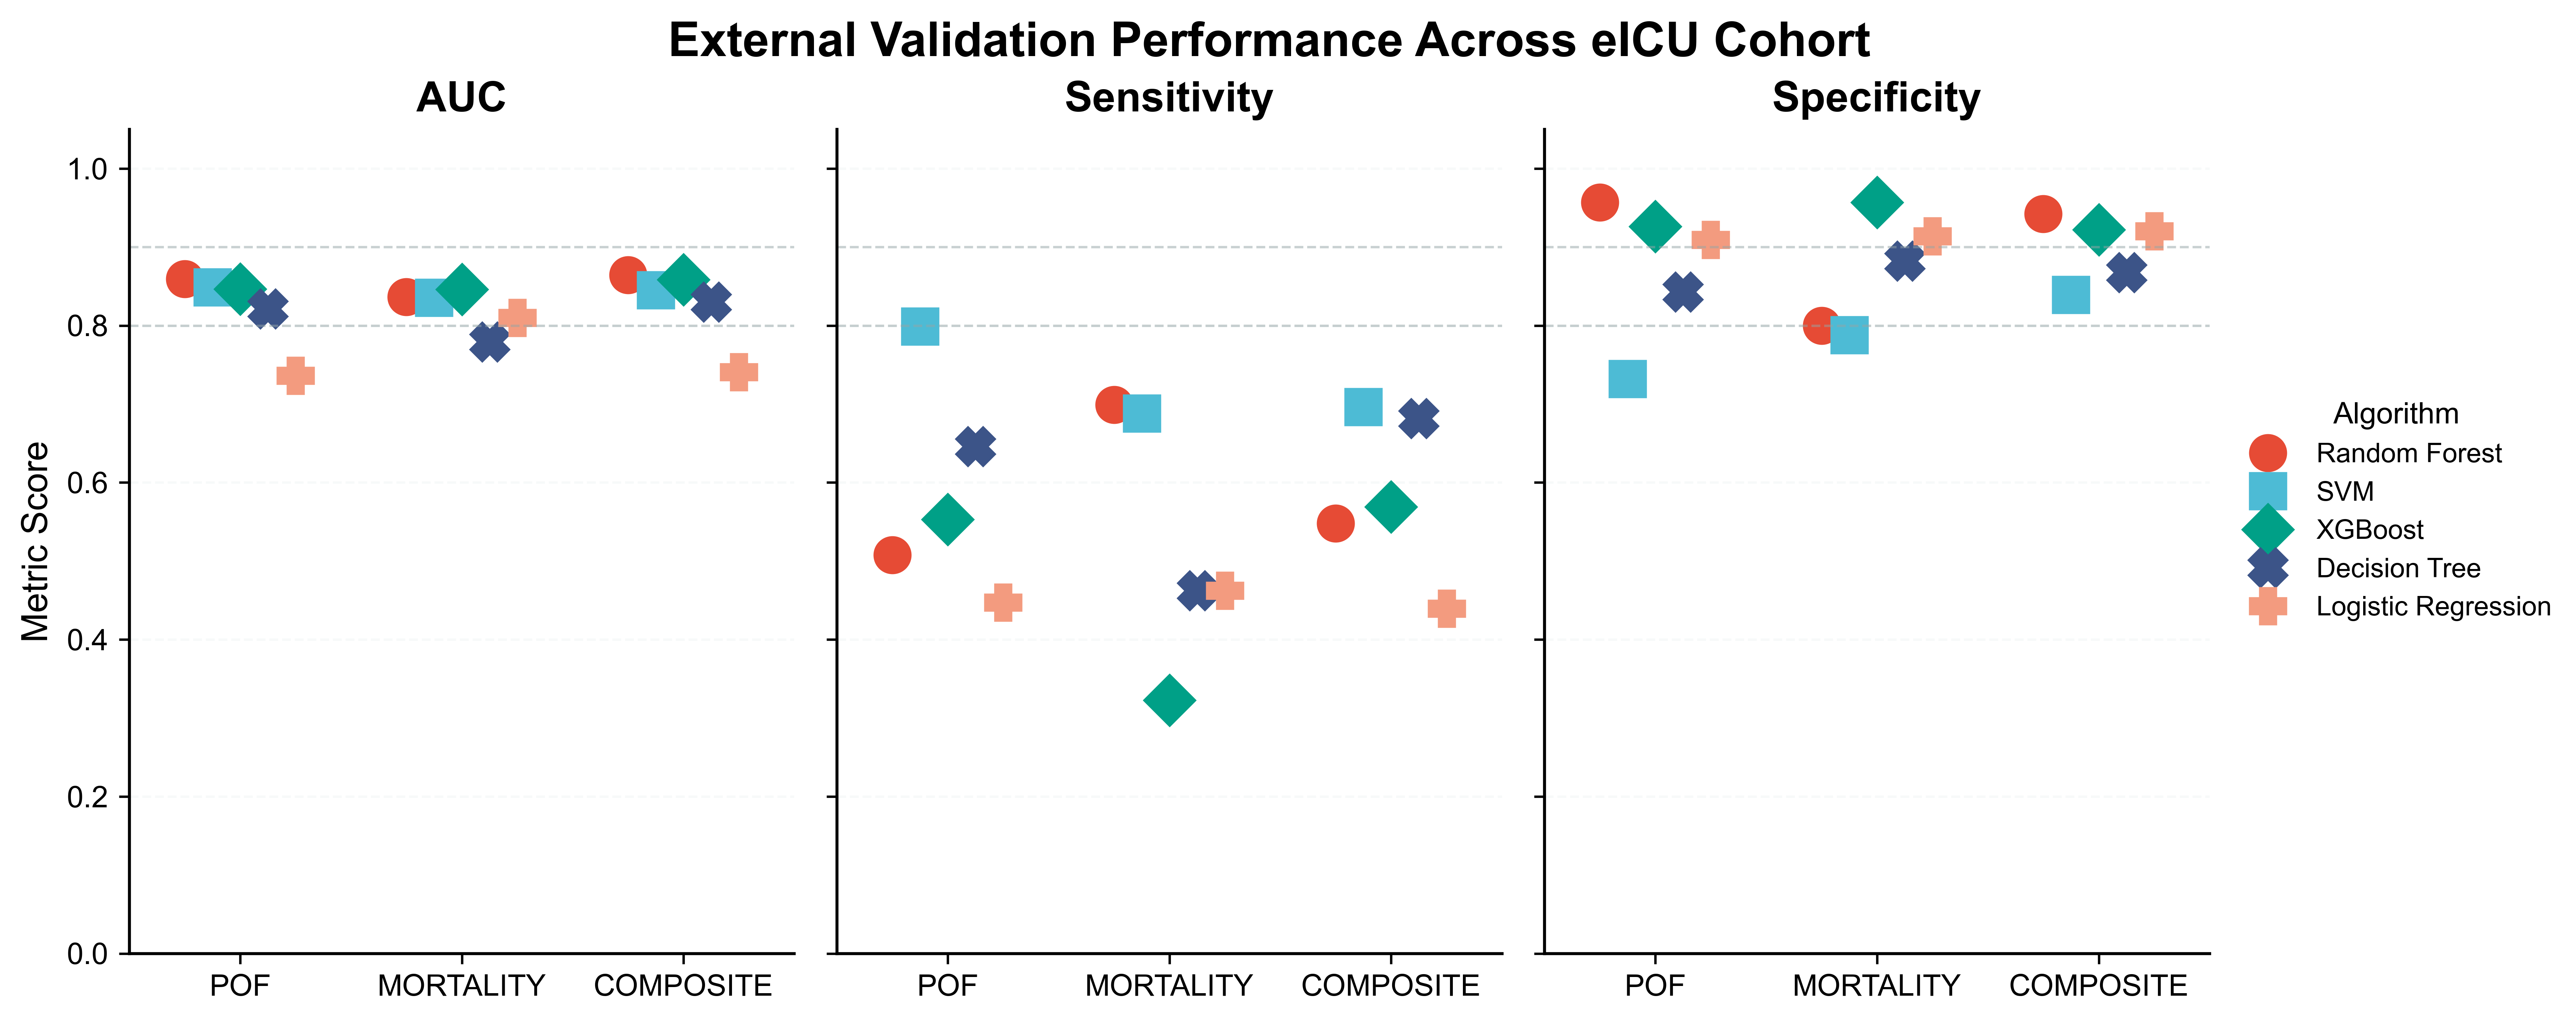 External Validation Performance Across eICU Cohort
AUC
Sensitivity
Specificity
Metric Score
1.0
0.8
0.6
0.4
0.2
0.0
POF
MORTALITY
COMPOSITE
POF
MORTALITY
COMPOSITE
POF
MORTALITY
COMPOSITE
Algorithm
Random Forest
SVM
XGBoost
Decision Tree
Logistic Regression